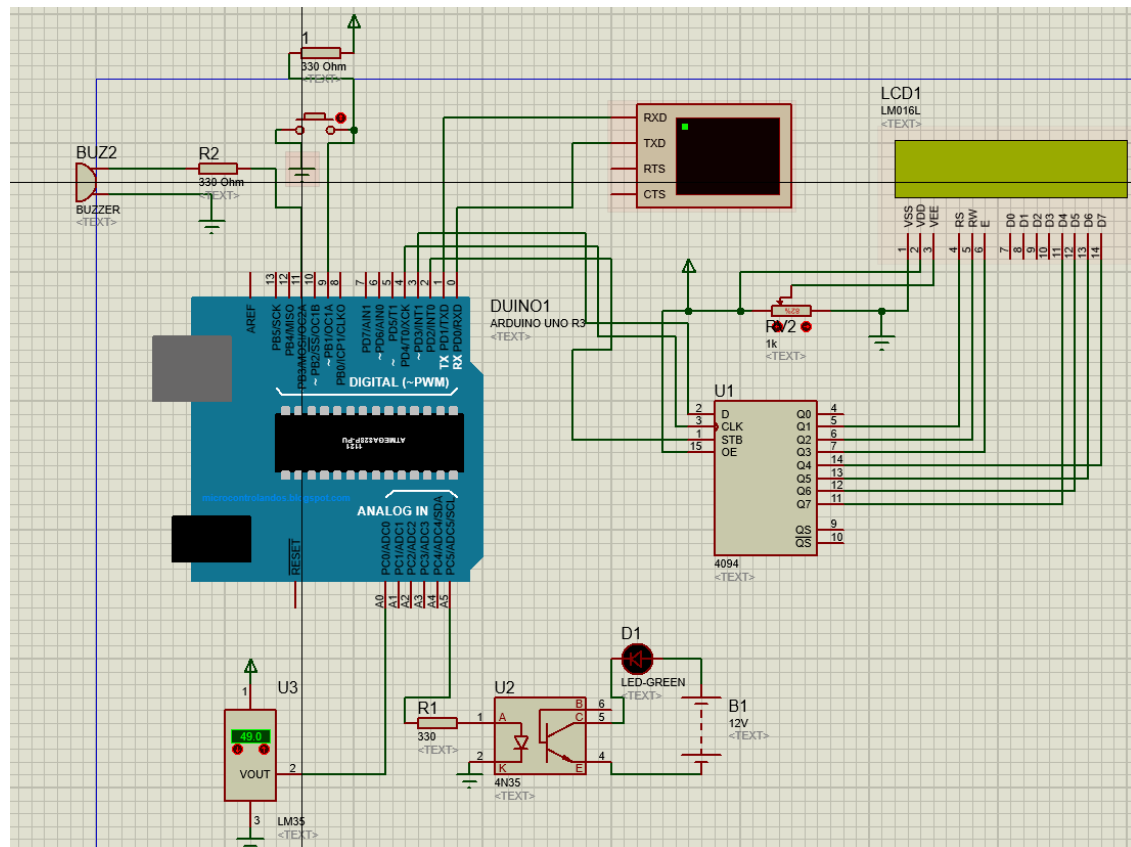 1
330 Ohm
<TEXT>
BUZ2
BUZZER
<TEXT>
R2
330 Ohm
<TEXT>
RXD
TXD
RTS
CTS
LCD1
LM016L
<TEXT>
VSS
VDD
VEE
RS
RW
E
D0
D1
D2
D3
D4
D5
D6
D7
1
2
3
4
5
6
7
8
9
10
11
12
13
14
13
12
11
10
9
8
7
6
5
4
3
2
1
0
AREF
PB5/SCK
PB4/MISO
PB3/MOSI/OC2A
~ PB2/SS/OC1B
~ PB1/OC1A
PB0/ICP1/CLKO
PD7/AIN1
~ PD6/AIN0
~ PD5/T1
PD4/T0/XCK
~ PD3/INT1
PD2/INT0
TX PD1/TXD
RX PD0/RXD
DIGITAL (~PWM)
DUINO1
ARDUINO UNO R3
<TEXT>
ATMEGA328P-PU
1121
microcontrolandos.blogspot.com
ANALOG IN
RESET
PC0/ADC0
PC1/ADC1
PC2/ADC2
PC3/ADC3
PC4/ADC4/SDA
PC5/ADC5/SCL
A0
A1
A2
A3
A4
A5
82%
RV2
1k
<TEXT>
U1
2 D
3 CLK
1 STB
15 OE
Q0 4
Q1 5
Q2 6
Q3 7
Q4 14
Q5 13
Q6 12
Q7 11
QS 9
QS 10
4094
<TEXT>
U3
1
49.0
VOUT 2
3
LM35
<TEXT>
R1
330
<TEXT>
U2
1 A
2 K
B 6
C 5
E 4
4N35
<TEXT>
D1
LED-GREEN
<TEXT>
B1
12V
<TEXT>